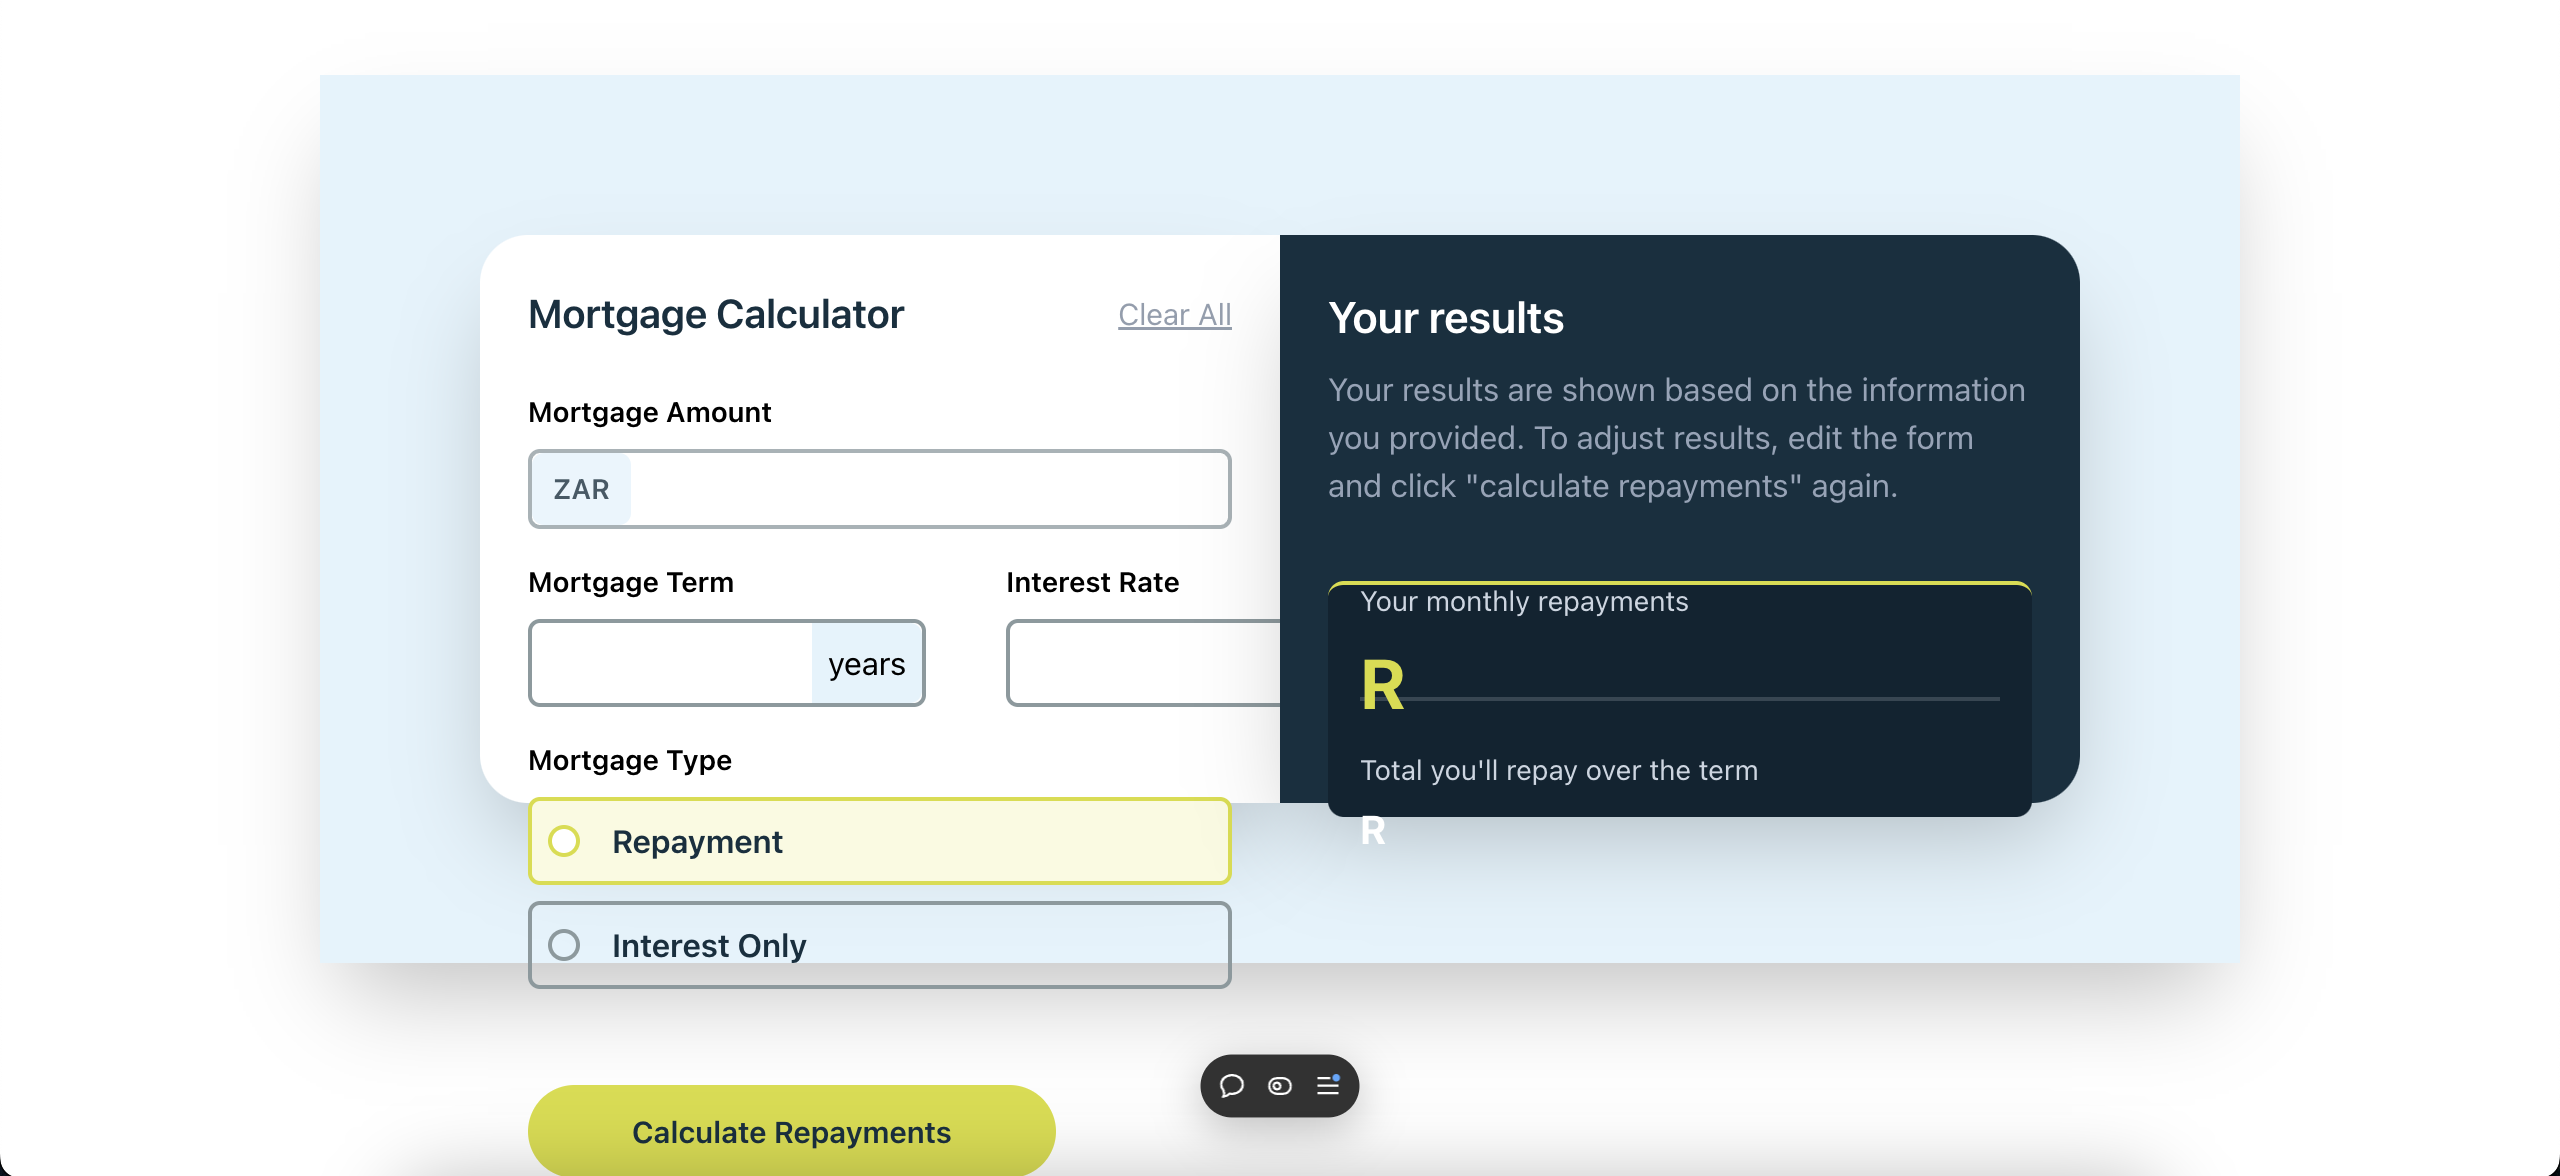 Mortgage Calculator
Clear All
Mortgage Amount
ZAR
Mortgage Term
Interest Rate
years
Mortgage Type
Repayment
Interest Only
Calculate Repayments
Your results
Your results are shown based on the information
you provided. To adjust results, edit the form
and click "calculate repayments" again.
Your monthly repayments
R
Total you'll repay over the term
R